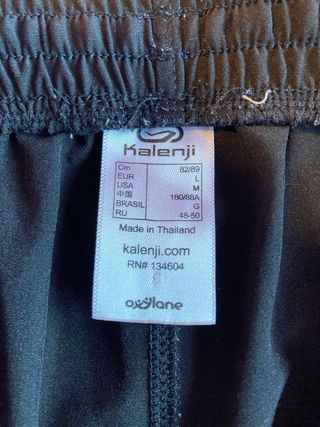 Kalenji
Cm 82/89
EUR L
USA M
中国 180/88A
BRASIL G
RU 48-50
Made in Thailand
kalenji.com
RN# 134604
oxylane